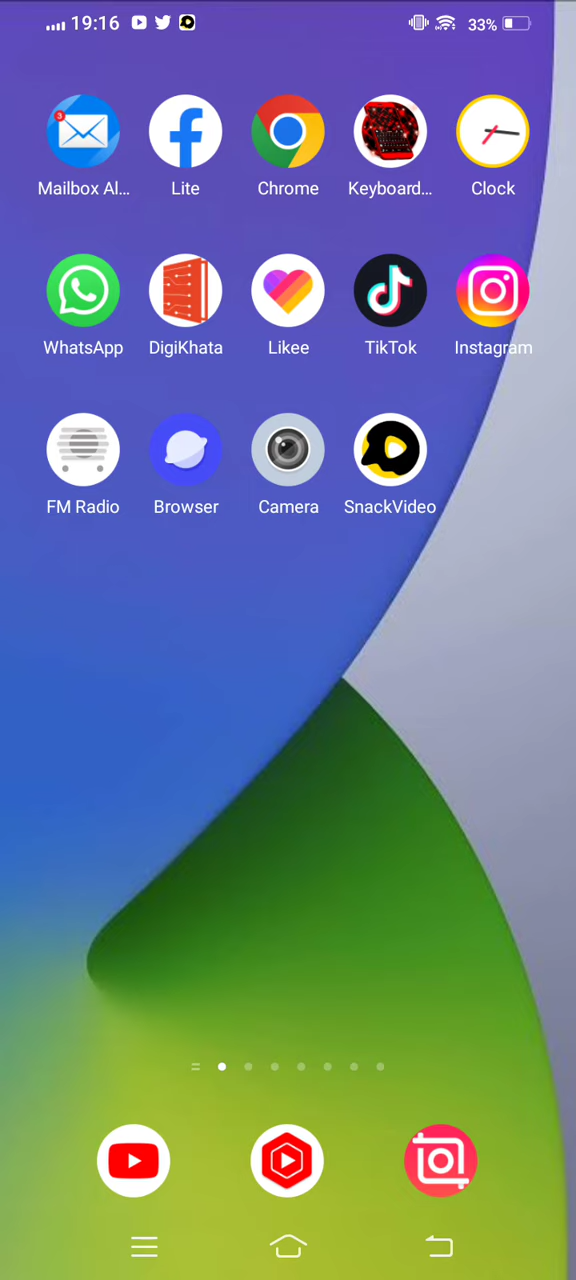 19:16
33%
3
Mailbox Al... Lite Chrome Keyboard... Clock
WhatsApp DigiKhata Likee TikTok Instagram
FM Radio Browser Camera SnackVideo